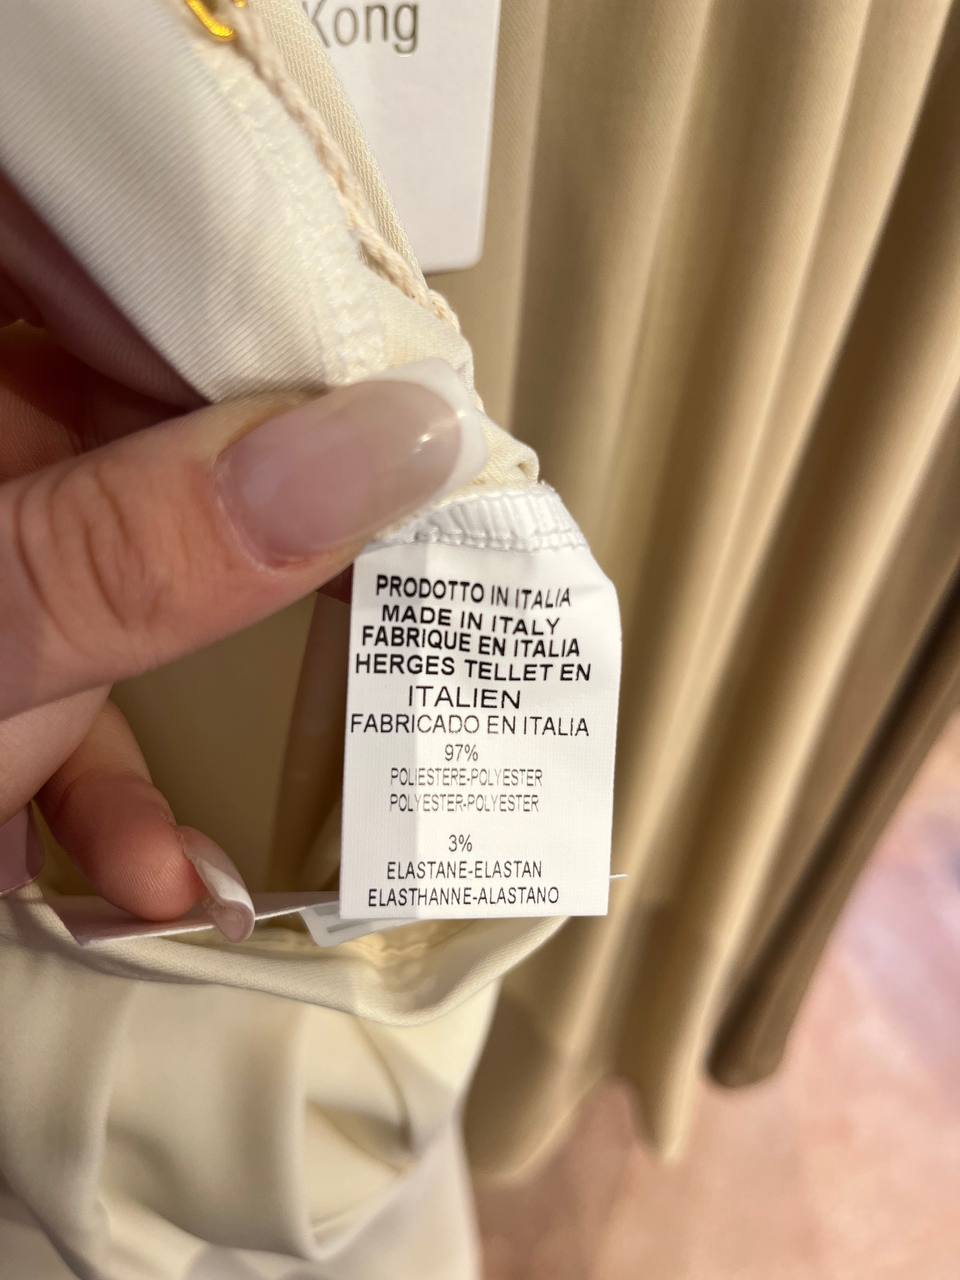 Kong
PRODOTTO IN ITALIA
MADE IN ITALY
FABRIQUE EN ITALIA
HERGES TELLET EN
ITALIEN
FABRICADO EN ITALIA
97%
POLIESTERE-POLYESTER
POLYESTER-POLYESTER
3%
ELASTANE-ELASTAN
ELASTHANNE-ALASTANO